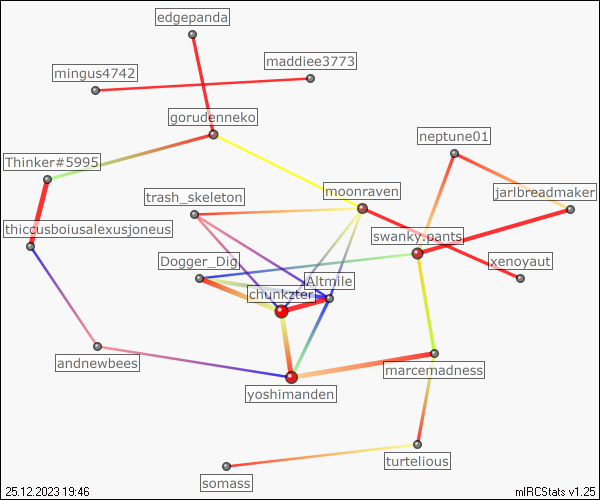 edgepanda
maddiee3773
mingus4742
gorudenneko
neptune01
Thinker#5995
moonraven
jarlbreadmaker
trash_skeleton
thiccusboiusalexusjoneus
swanky.pants
Dogger_Dig
xenoyaut
Altmile
chunkzter
andnewbees
marcemadness
yoshimanden
turtelious
somass
25.12.2023 19:46
mIRCStats v1.25